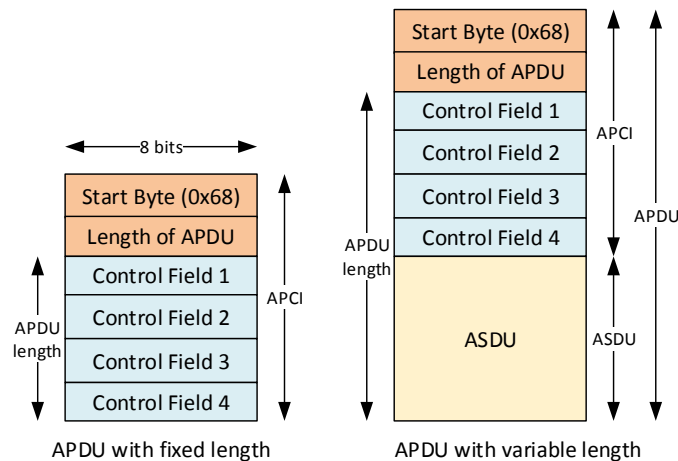 8 bits
Start Byte (0x68)
Length of APDU
Control Field 1
Control Field 2
Control Field 3
Control Field 4
APDU
length
APCI
APDU with fixed length
Start Byte (0x68)
Length of APDU
Control Field 1
Control Field 2
Control Field 3
Control Field 4
ASDU
APDU
length
APCI
ASDU
APDU
APDU with variable length